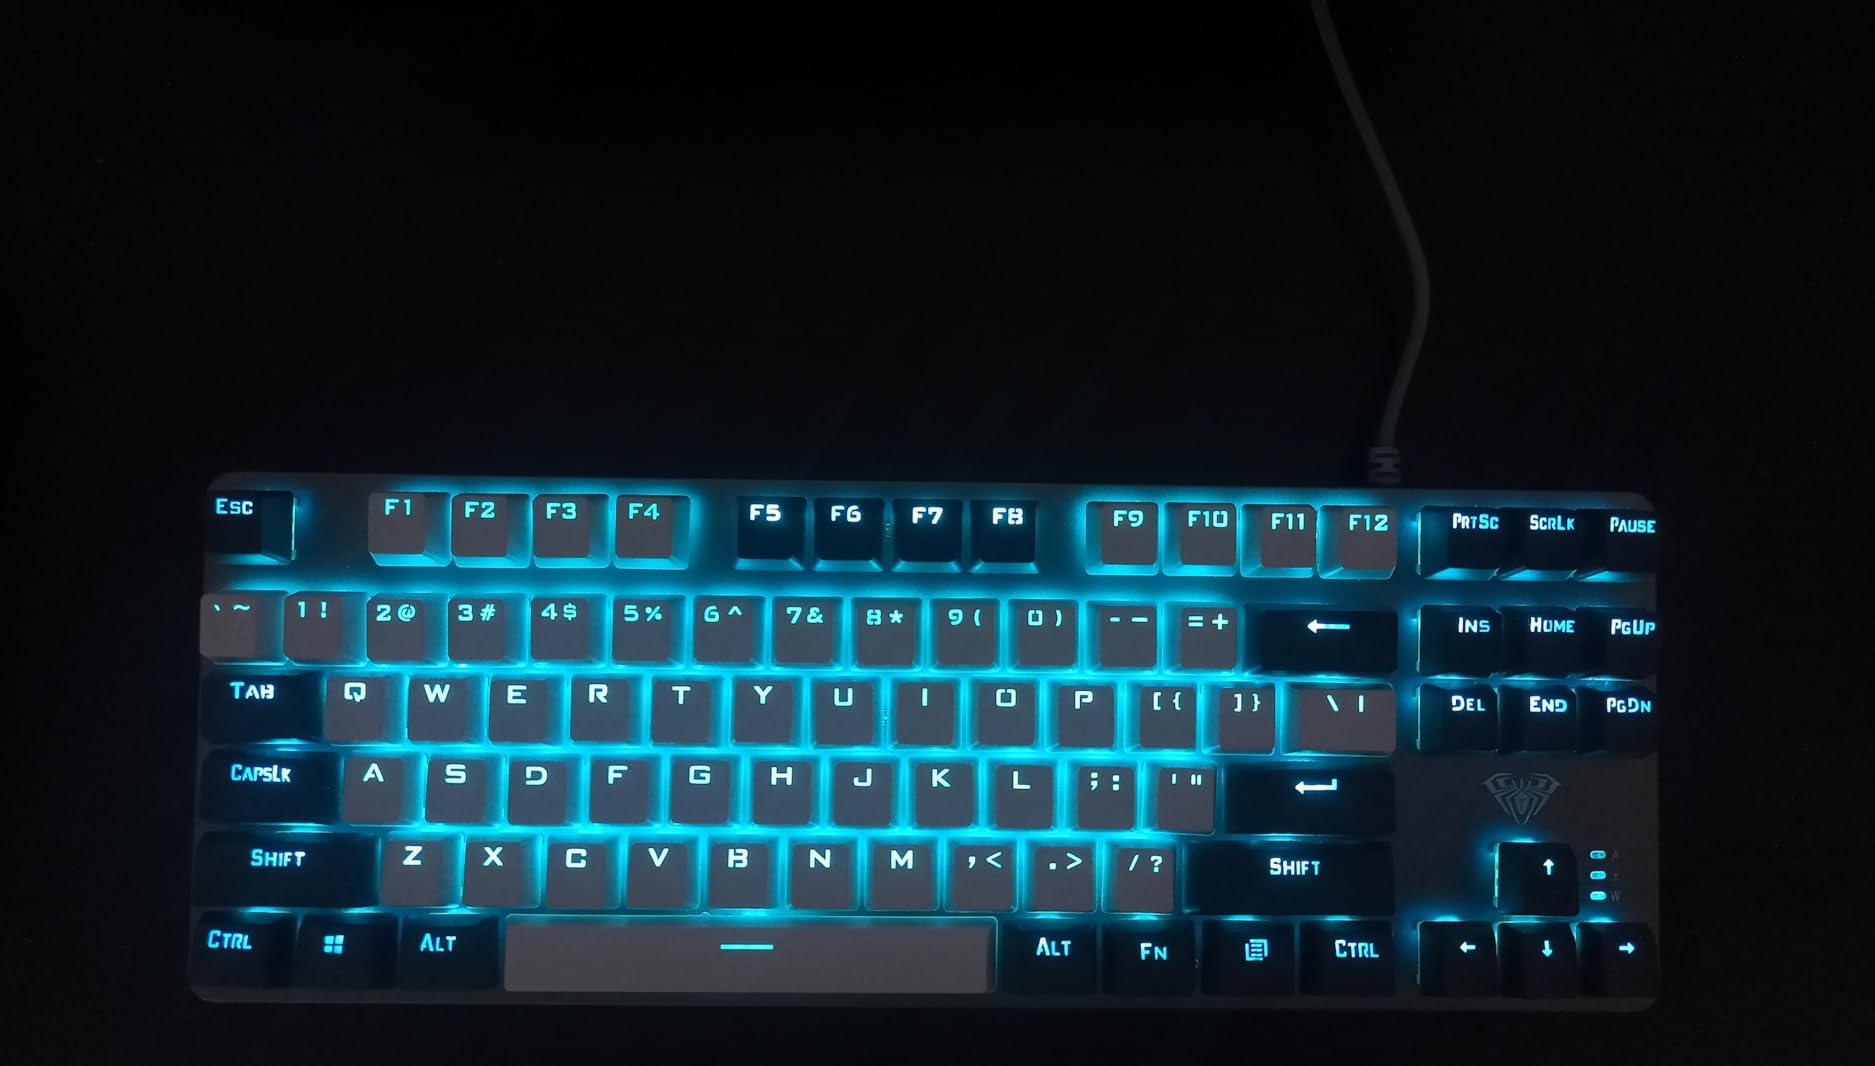 Esc F1 F2 F3 F4 F5 F6 F7 F8 F9 F10 F11 F12 PrtSc ScrLk Pause
` ~ 1 ! 2 @ 3 # 4 $ 5 % 6 ^ 7 & 8 * 9 ( 0 ) - – = + ← Ins Home PgUp
Tab Q W E R T Y U I O P [ { ] } \ | Del End PgDn
CapsLk A S D F G H J K L ; : ' "
Shift Z X C V B N M , < . > / ? Shift ↑ A
W
Ctrl Alt — Alt Fn Ctrl ← ↓ →